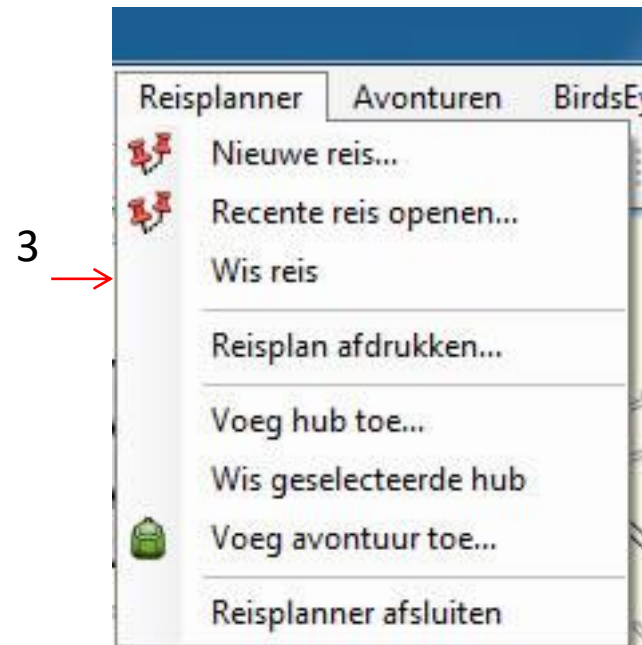 Reisplanner Avonturen BirdsEy
Nieuwe reis...
Recente reis openen...
3
Wis reis
Reisplan afdrukken...
Voeg hub toe...
Wis geselecteerde hub
Voeg avontuur toe...
Reisplanner afsluiten